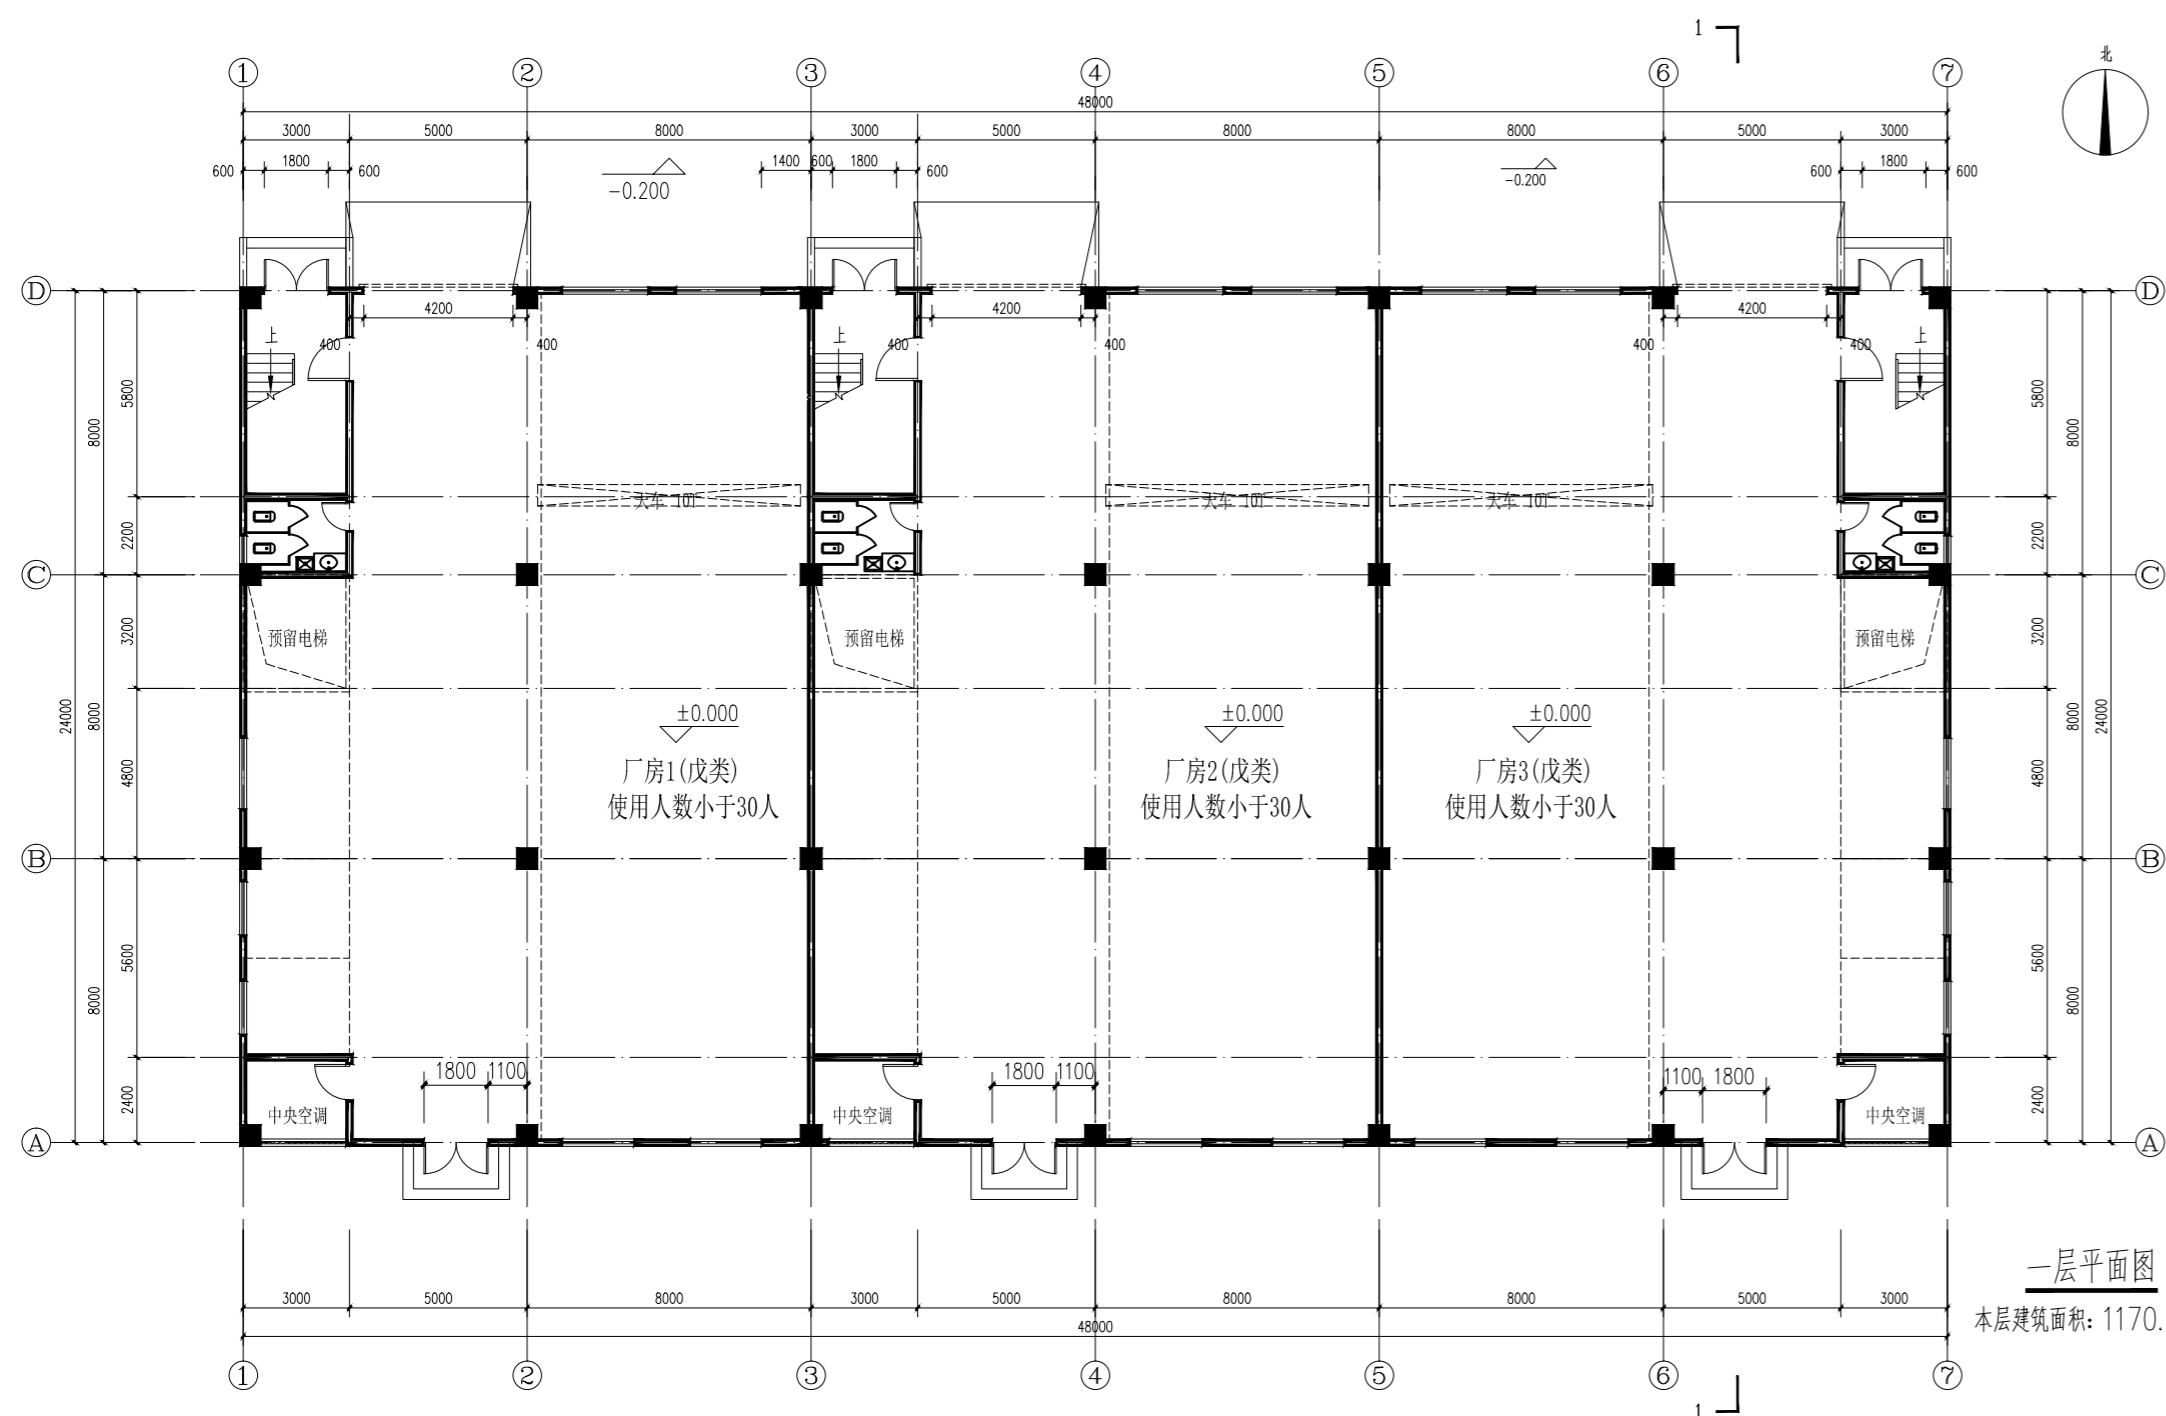 1
北
① ② ③ ④ ⑤ ⑥ ⑦
48000
3000 5000 8000 3000 5000 8000 8000 5000 3000
600 1800 600 1400 600 1800 600 600 1800 600
-0.200 -0.200
D D
4200 4200 4200
上 上 上
400 400 400 400 400 400
5800 8000 5800 8000
大车 10T 大车 10T 大车 10T
2200 2200
C C
3200 预留电梯 预留电梯 预留电梯 3200
24000 8000 ±0.000 ±0.000 ±0.000 8000 24000
4800 厂房1(戊类) 厂房2(戊类) 厂房3(戊类) 4800
使用人数小于30人 使用人数小于30人 使用人数小于30人
B B
5600 5600
8000 8000
1800 1100 1800 1100 1100 1800
2400 中央空调 中央空调 中央空调 2400
A A
一层平面图
3000 5000 8000 3000 5000 8000 8000 5000 3000
本层建筑面积: 1170.
48000
① ② ③ ④ ⑤ ⑥ ⑦
1